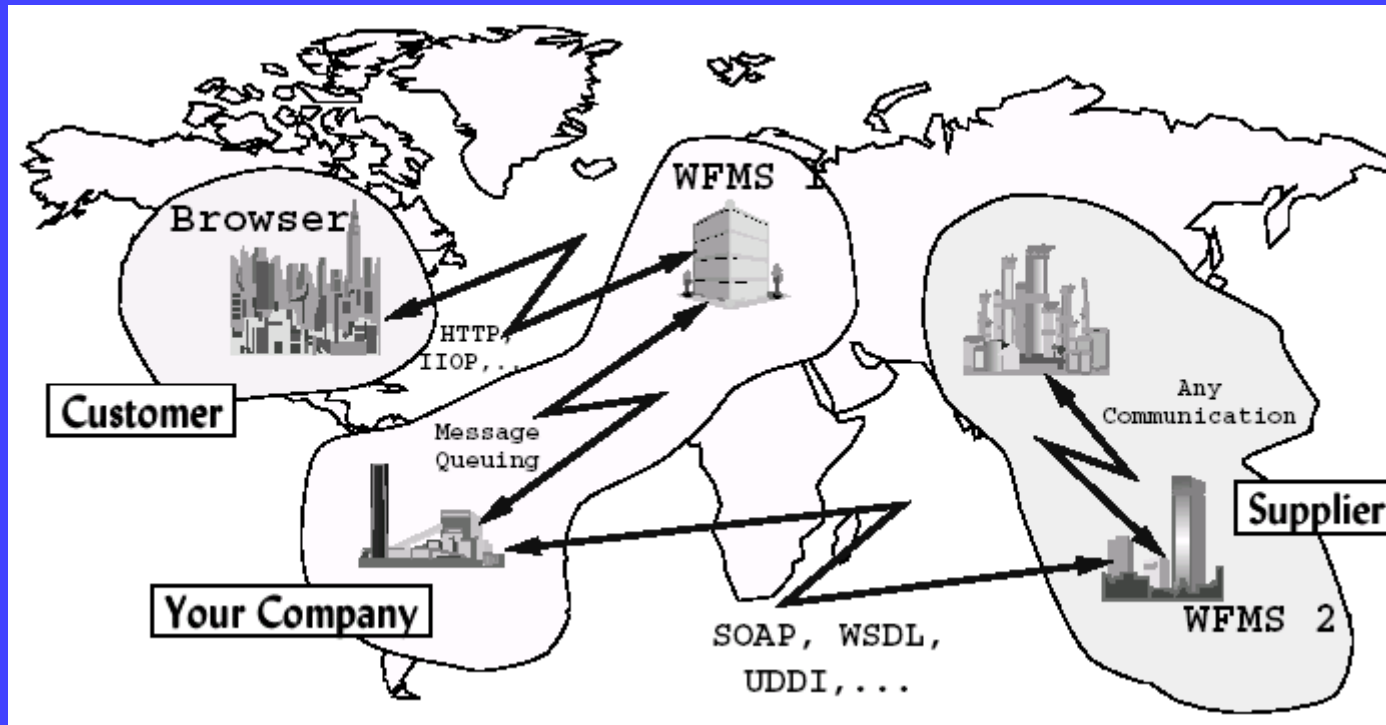 Browser
WFMS 1
HTTP,
IIOP,..
Customer
Any
Communication
Message
Queuing
Supplier
Your Company
WFMS 2
SOAP, WSDL,
UDDI,...